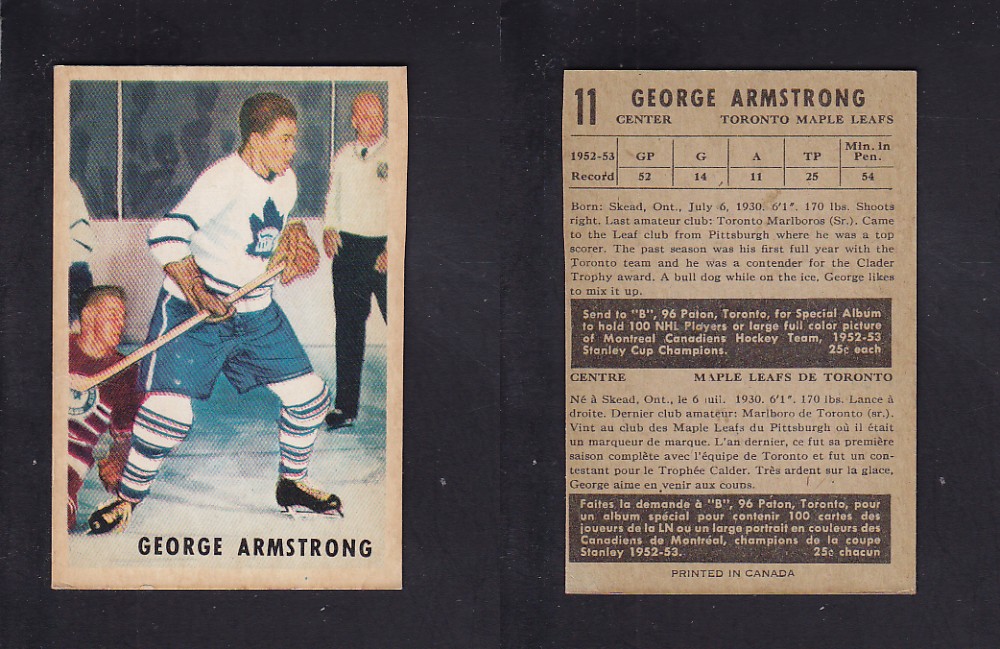 GEORGE ARMSTRONG
11 GEORGE ARMSTRONG
CENTER TORONTO MAPLE LEAFS
1952-53 GP G A TP Min. in Pen.
Record 52 14 11 25 54
Born: Skead, Ont., July 6, 1930. 6'1". 170 lbs. Shoots
right. Last amateur club: Toronto Marlboros (Sr.). Came
to the Leaf club from Pittsburgh where he was a top
scorer. The past season was his first full year with the
Toronto team and he was a contender for the Clader
Trophy award. A bull dog while on the ice, George likes
to mix it up.
Send to "B", 96 Paton, Toronto, for Special Album
to hold 100 NHL Players or large full color picture
of Montreal Canadiens Hockey Team, 1952-53
Stanley Cup Champions. 25c each
CENTRE MAPLE LEAFS DE TORONTO
Né à Skead, Ont., le 6 uil. 1930. 6'1". 170 lbs. Lance à
droite. Dernier club amateur: Marlboro de Toronto (sr.).
Vint au club des Maple Leafs du Pittsburgh où il était
un marqueur de marque. L'an dernier, ce fut sa première
saison complète avec l'équipe de Toronto et fut un con-
testant pour le Trophée Calder. Très ardent sur la glace,
George aime en venir aux coups.
Faites la demande à "B", 96 Paton, Toronto, pour
un album spécial pour contenir 100 cartes des
joueurs de la LN ou un large portrait en couleurs des
Canadiens de Montréal, champions de la coupe
Stanley 1952-53. 25c chacun
PRINTED IN CANADA